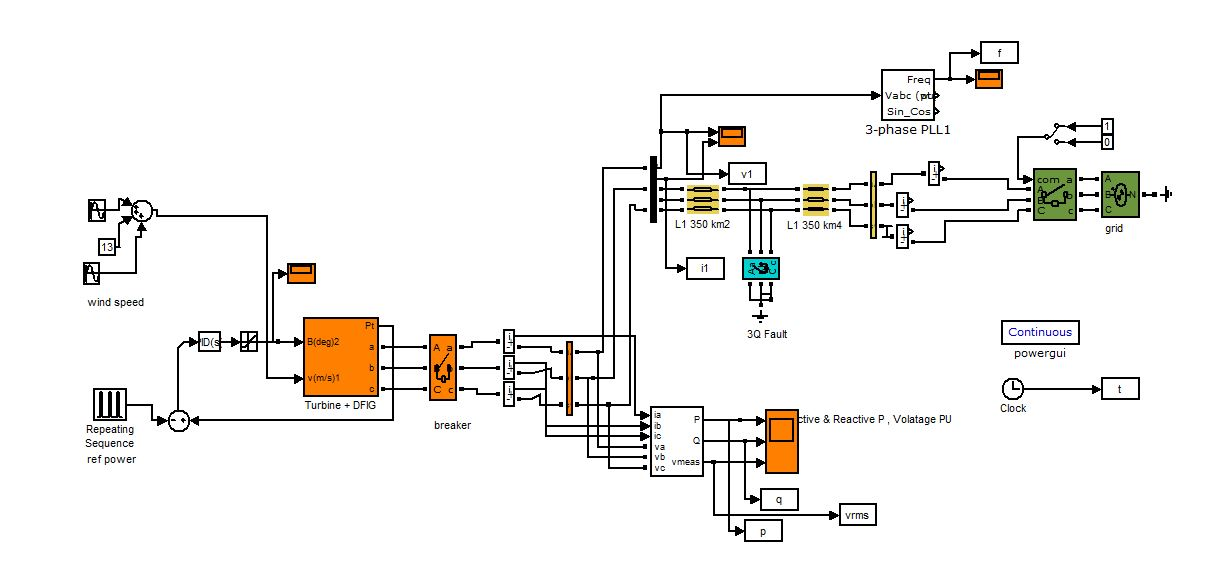 f
Freq
Vabc (pu)
Sin_Cos
3-phase PLL1
1
0
v1
com a
A
B b
C c
A
B N
C
L1 350 km2
L1 350 km4
grid
i1
3Q Fault
13
wind speed
Continuous
powergui
PID(s)
Pt
B(deg)2
a
b
v(m/s)1
c
Turbine + DFIG
A a
C c
breaker
t
Clock
Repeating
Sequence
ref power
ia
ib
ic
va
vb
vc
P
Q
vmeas
ctive & Reactive P , Volatage PU
q
vrms
p